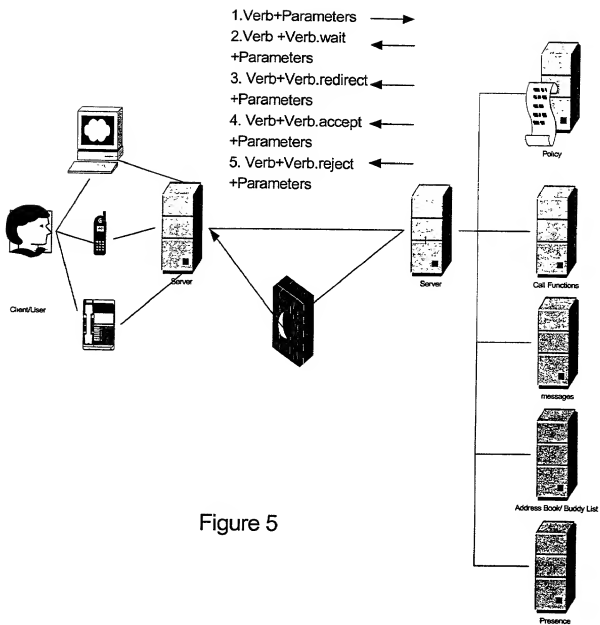 1.Verb+Parameters
2.Verb +Verb.wait
+Parameters
3. Verb+Verb.redirect
+Parameters
4. Verb+Verb.accept
+Parameters
5. Verb+Verb.reject
+Parameters
Policy
Client/User
Server
Server
Call Functions
messages
Address Book/ Buddy List
Presence
Figure 5